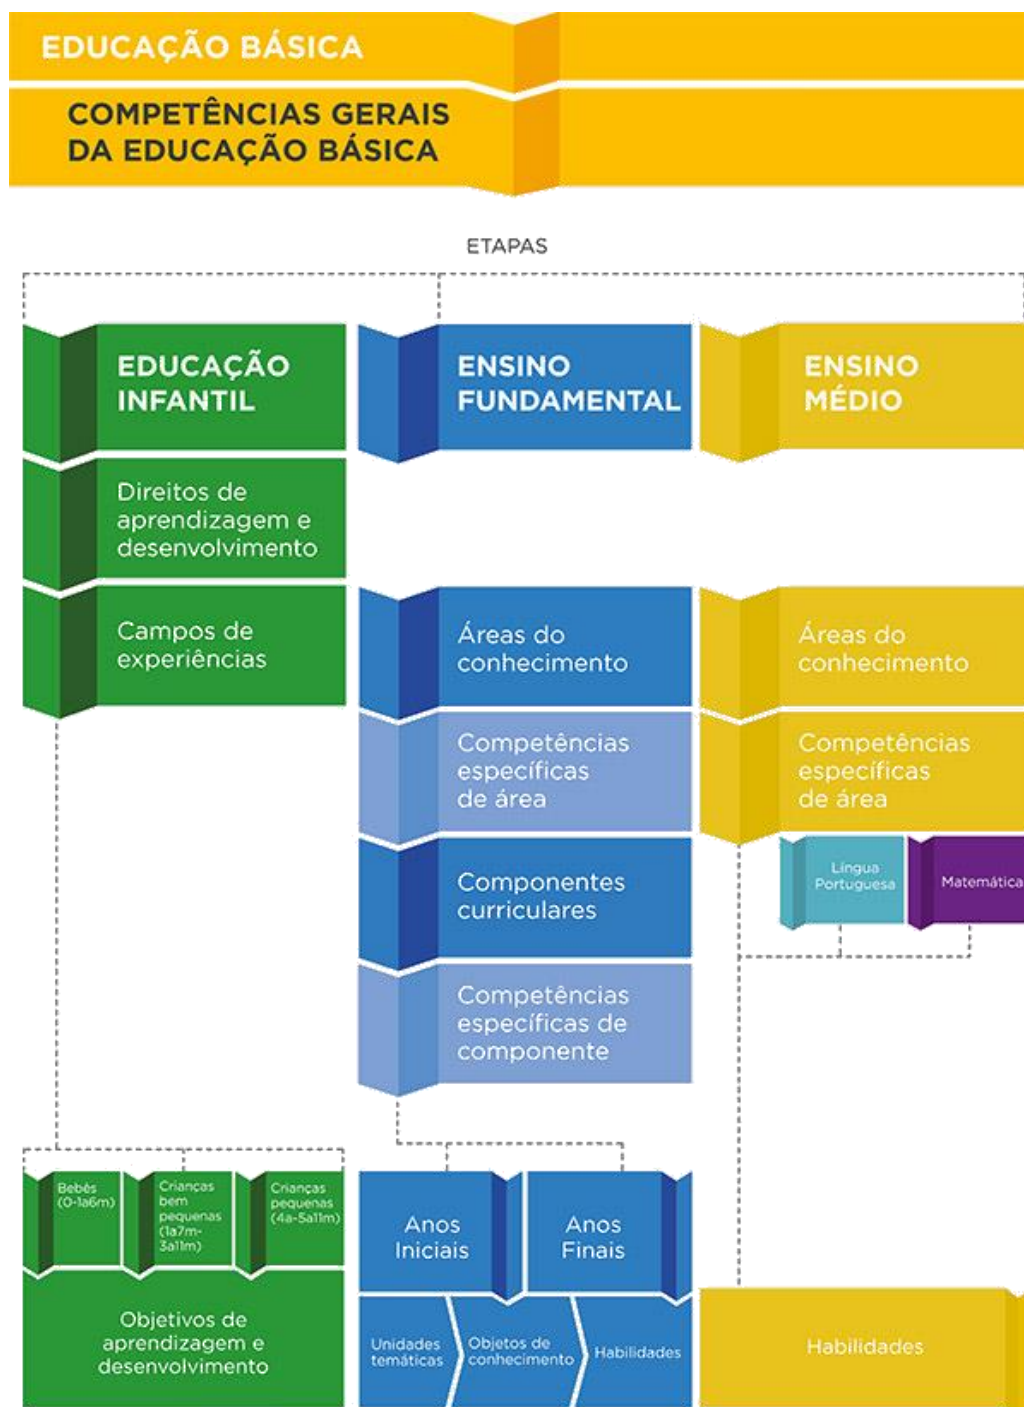 EDUCAÇÃO BÁSICA
COMPETÊNCIAS GERAIS
DA EDUCAÇÃO BÁSICA
ETAPAS
EDUCAÇÃO
INFANTIL
Direitos de
aprendizagem e
desenvolvimento
Campos de
experiências
Bebês
(0-1a6m)
Crianças
bem
pequenas
(1a7m-
3a11m)
Crianças
pequenas
(4a-5a11m)
Objetivos de
aprendizagem e
desenvolvimento
ENSINO
FUNDAMENTAL
Áreas do
conhecimento
Competências
específicas
de área
Componentes
curriculares
Competências
específicas de
componente
Anos
Iniciais
Anos
Finais
Unidades
temáticas
Objetos de
conhecimento
Habilidades
ENSINO
MÉDIO
Áreas do
conhecimento
Competências
específicas
de área
Língua
Portuguesa
Matemática
Habilidades